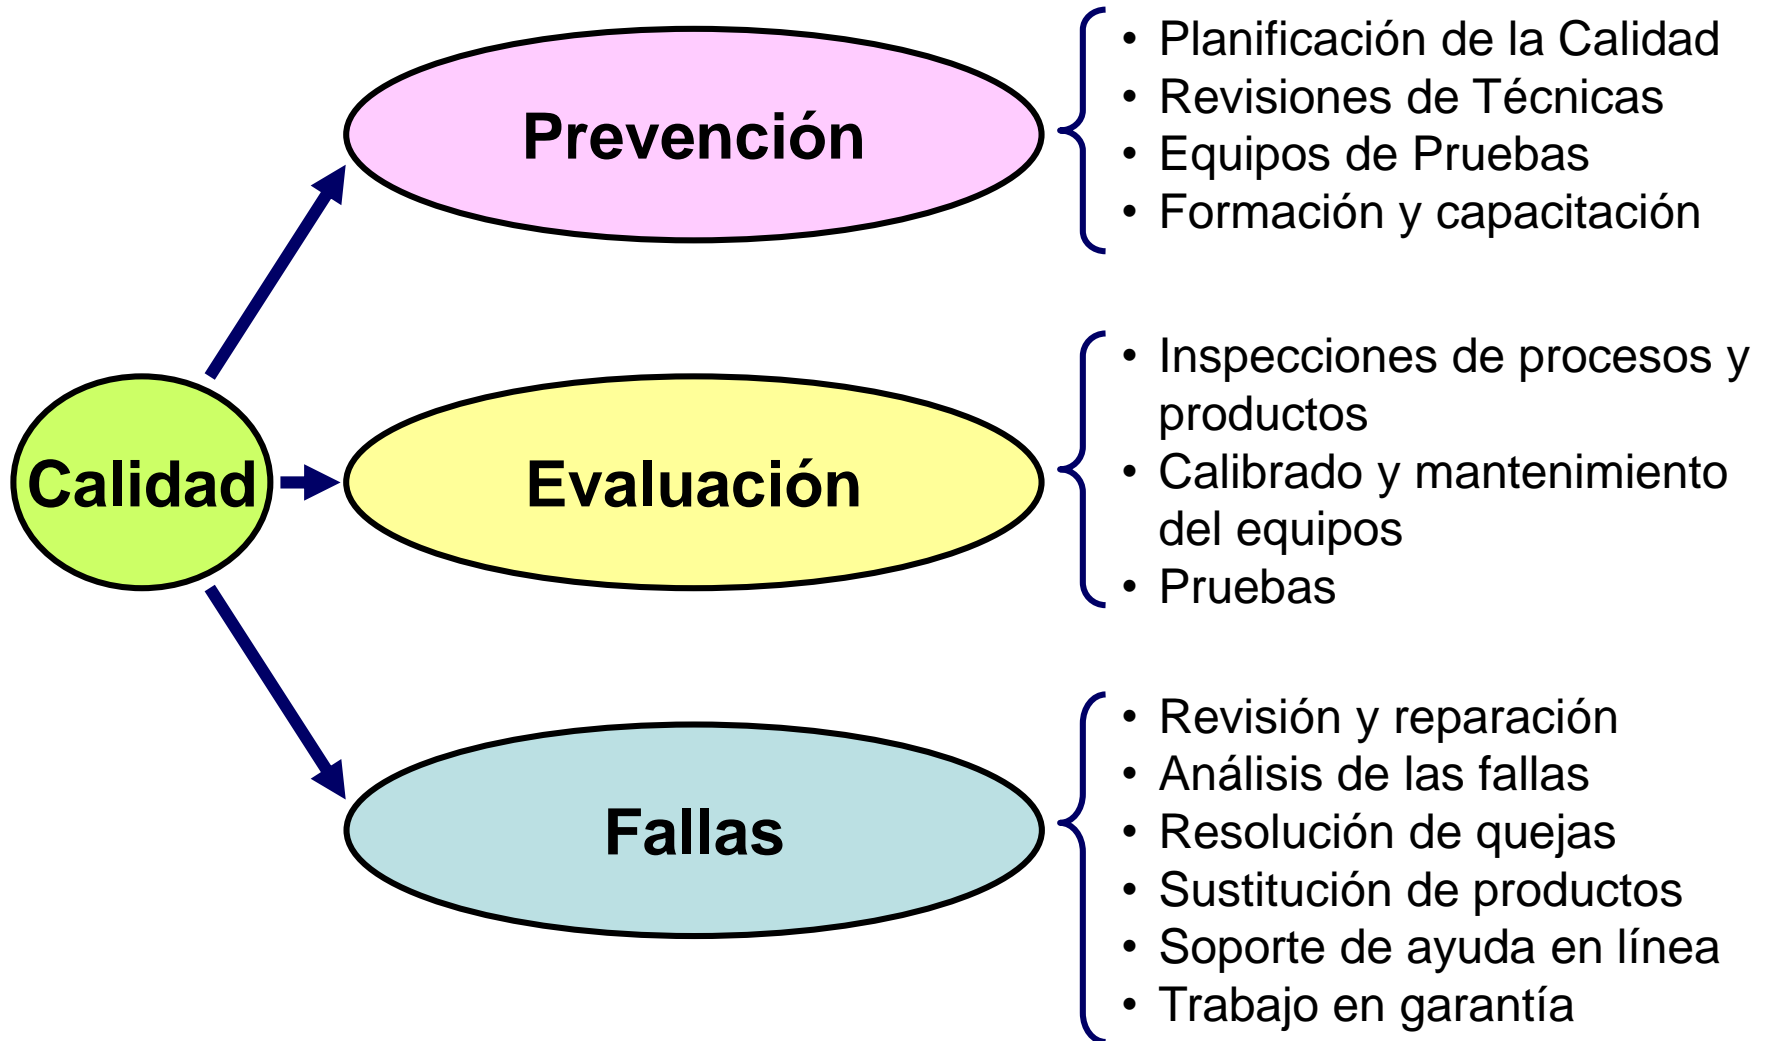 Prevención
• Planificación de la Calidad
• Revisiones de Técnicas
• Equipos de Pruebas
• Formación y capacitación
Calidad
Evaluación
• Inspecciones de procesos y
productos
• Calibrado y mantenimiento
del equipos
• Pruebas
Fallas
• Revisión y reparación
• Análisis de las fallas
• Resolución de quejas
• Sustitución de productos
• Soporte de ayuda en línea
• Trabajo en garantía